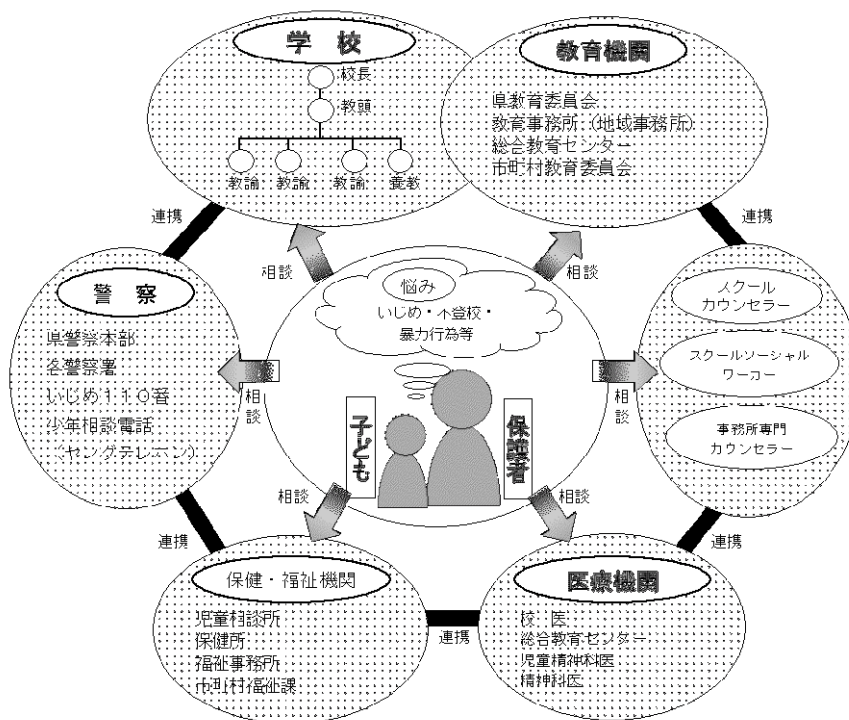 学 校
校長
教頭
教諭 教諭 教諭 養教
教育機関
県教育委員会
教育事務所（地域事務所）
総合教育センター
市町村教育委員会
連携
連携
相談
相談
悩み
いじめ・不登校・
暴力行為等
警 察
県警察本部
各警察署
いじめ１１０番
少年相談電話
（ヤングテレホン）
相談
子ども
保護者
相談
スクール
カウンセラー
スクールソーシャル
ワーカー
事務所専門
カウンセラー
相談
相談
連携
連携
保健・福祉機関
児童相談所
保健所
福祉事務所
市町村福祉課
連携
医療機関
校 医
総合教育センター
児童精神科医
精神科医